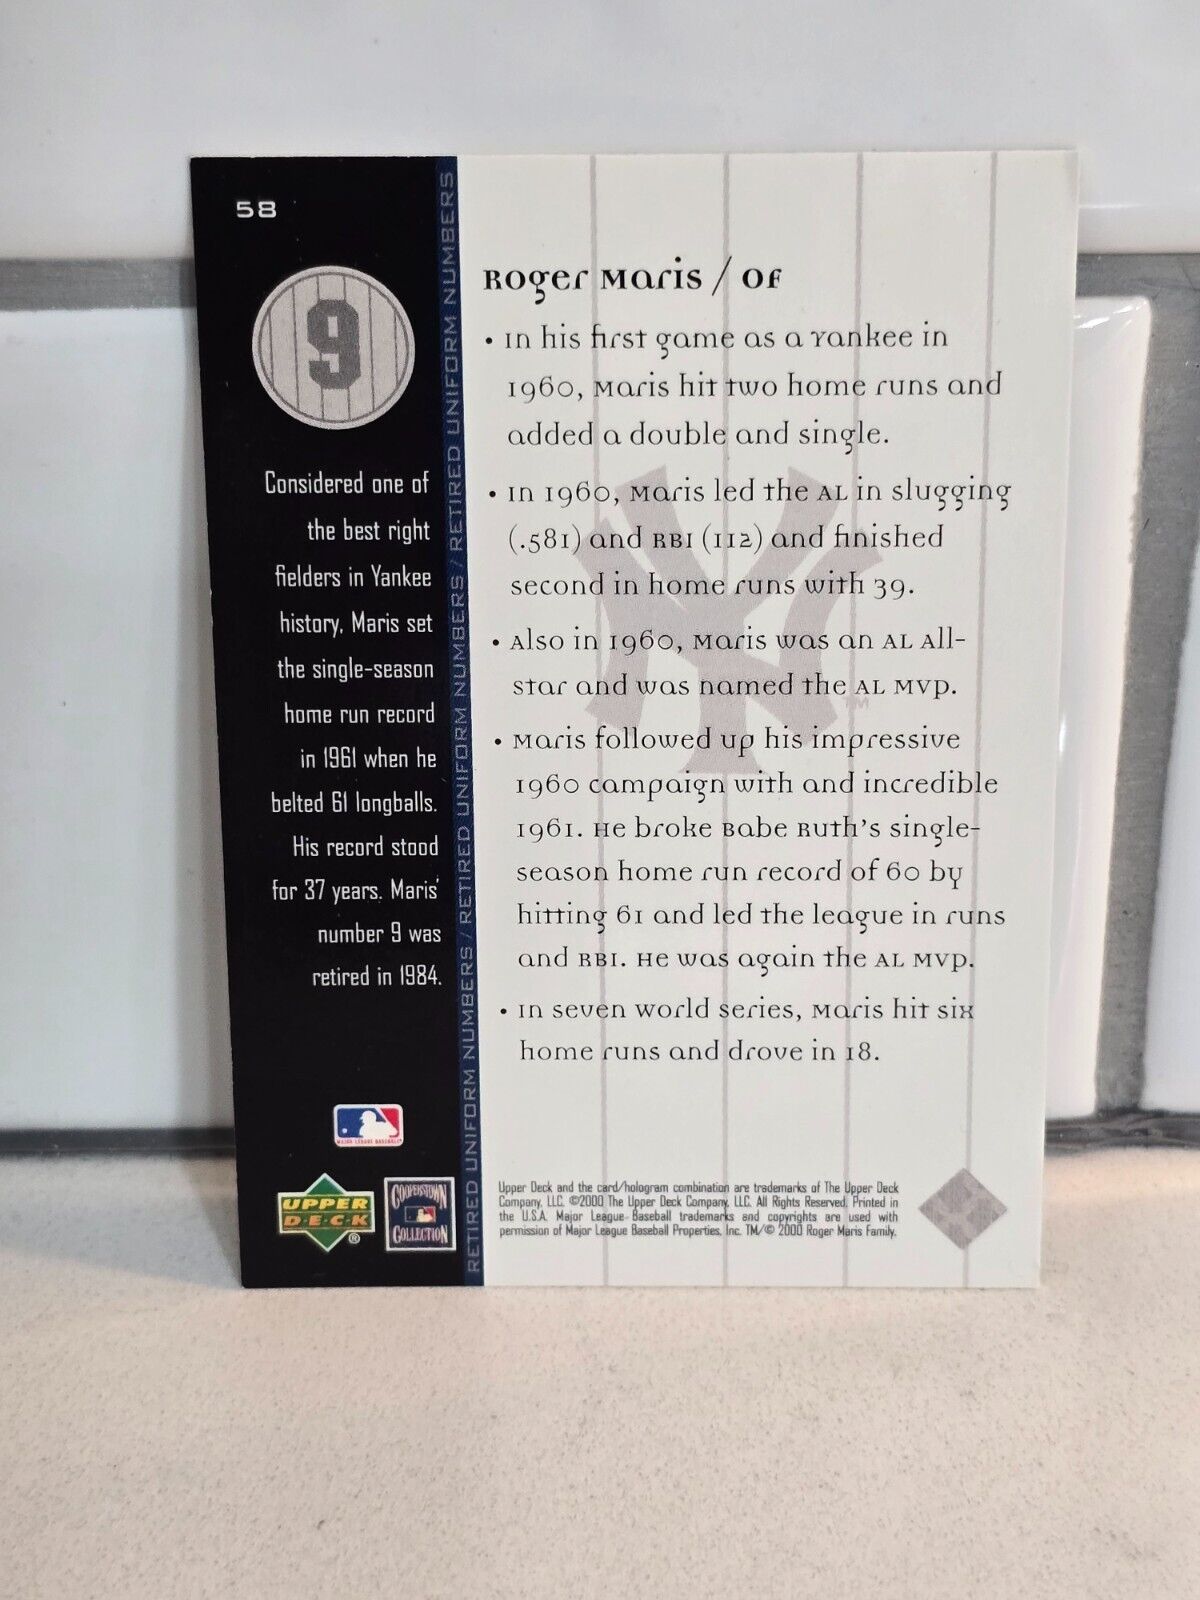 58
9
Considered one of
the best right
fielders in Yankee
history, Maris set
the single-season
home run record
in 1961 when he
belted 61 longballs.
His record stood
for 37 years. Maris'
number 9 was
retired in 1984.
RETIRED UNIFORM NUMBERS/RETIRED UNIFORM NUMBERS/RETIRED UNIFORM NUMBERS/RETIRED UNIFORM NUMBERS
Roger Maris / OF
• In his first game as a Yankee in
1960, Maris hit two home runs and
added a double and single.
• In 1960, Maris led the AL in slugging
(.581) and RBI (112) and finished
second in home runs with 39.
• Also in 1960, Maris was an AL All-
Star and was named the AL MVP.
• Maris followed up his impressive
1960 campaign with and incredible
1961. He broke Babe Ruth's single-
season home run record of 60 by
hitting 61 and led the league in runs
and RBI. He was again the AL MVP.
• In seven World Series, Maris hit six
home runs and drove in 18.
NY
TM
MAJOR LEAGUE BASEBALL
UPPER
DECK
®
COOPERSTOWN
COLLECTION
Upper Deck and the card/hologram combination are trademarks of The Upper Deck
Company, LLC. ©2000 The Upper Deck Company, LLC. All Rights Reserved. Printed in
the U.S.A. Major League Baseball trademarks and copyrights are used with
permission of Major League Baseball Properties, Inc. TM/© 2000 Roger Maris Family.